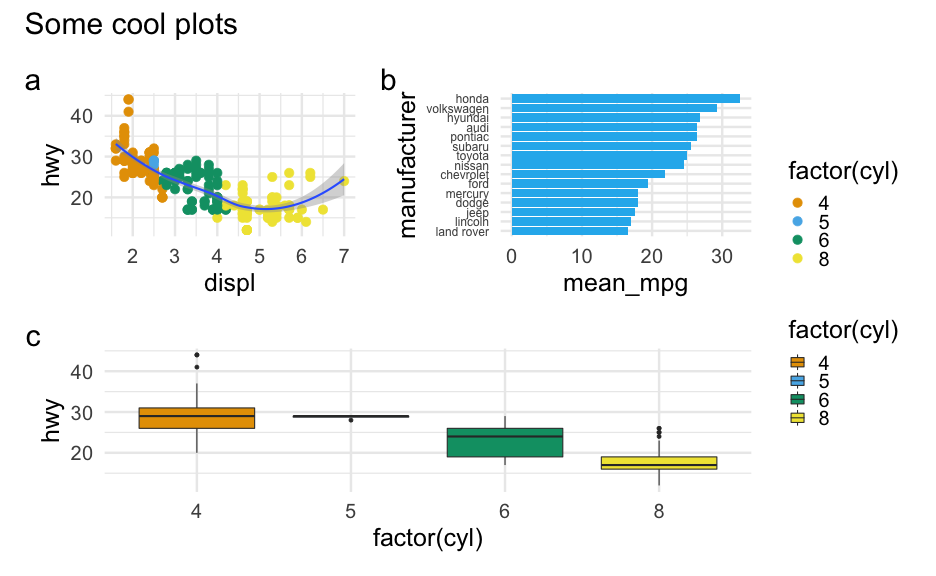 Some cool plots
a
hwy
40
30
20
2 3 4 5 6 7
displ
b
manufacturer
honda
volkswagen
hyundai
audi
pontiac
subaru
toyota
nissan
chevrolet
ford
mercury
dodge
jeep
lincoln
land rover
0 10 20 30
mean_mpg
factor(cyl)
4
5
6
8
c
hwy
40
30
20
4 5 6 8
factor(cyl)
factor(cyl)
4
5
6
8